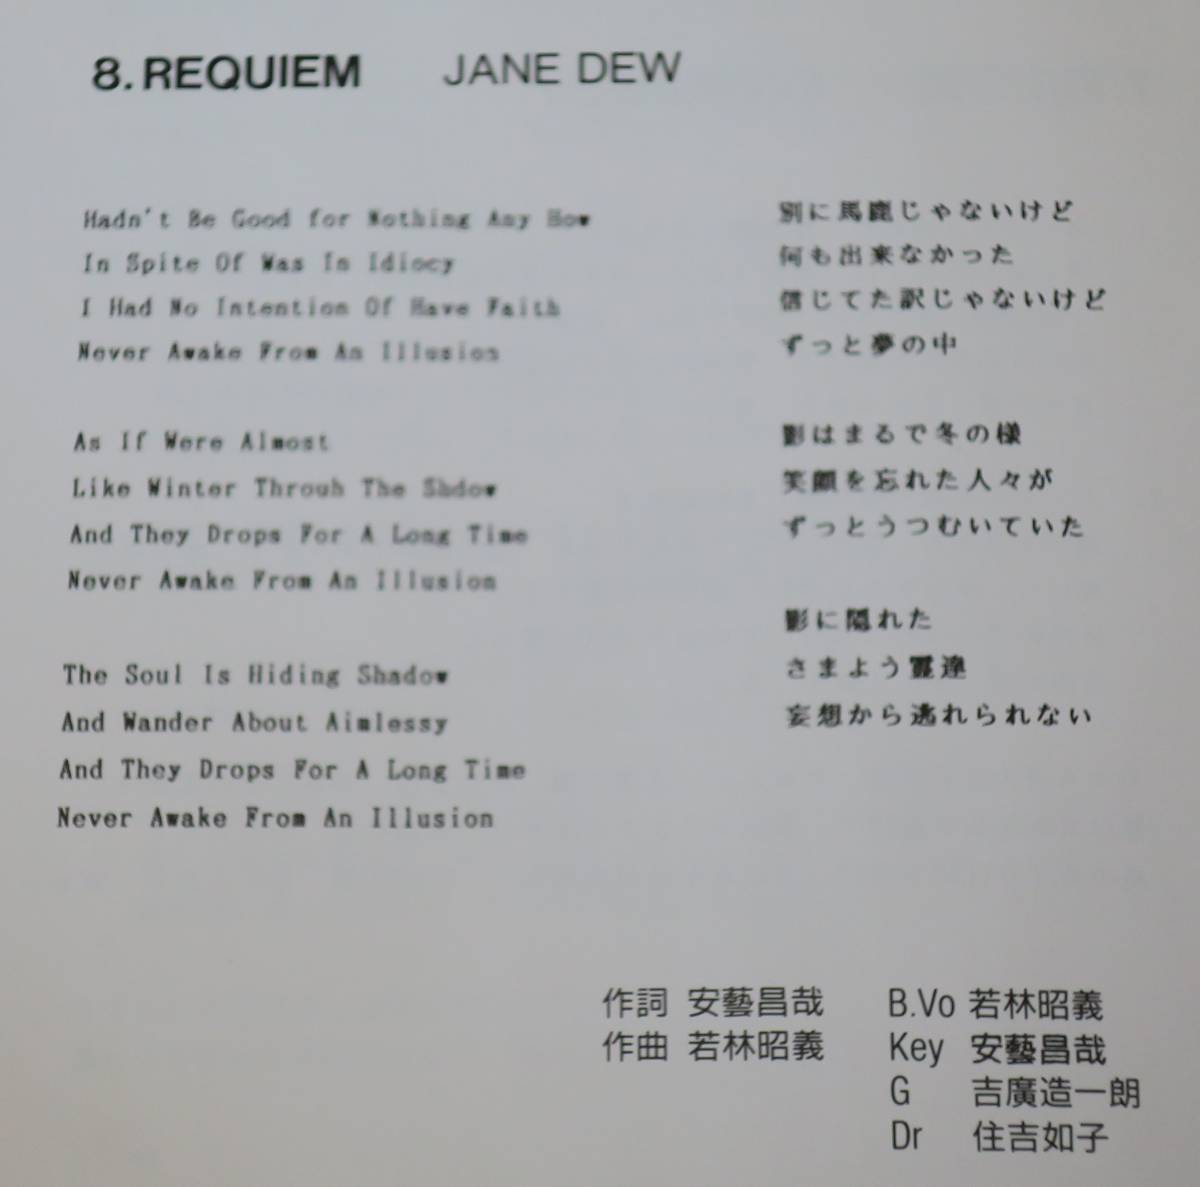 8. REQUIEM JANE DEW
Hadn't Be Good for Nothing Any How
In Spite Of Was In Idiocy
I Had No Intention Of Have Faith
Never Awake From An Illusion
As If Were Almost
Like Winter Throuh The Shdow
And They Drops For A Long Time
Never Awake From An Illusion
The Soul Is Hiding Shadow
And Wander About Aimlessy
And They Drops For A Long Time
Never Awake From An Illusion
別に馬鹿じゃないけど
何も出来なかった
信じてた訳じゃないけど
ずっと夢の中
影はまるで冬の様
笑顔を忘れた人々が
ずっとうつむいていた
影に隠れた
さまよう霊達
妄想から逃れられない
作詞 安藝昌哉
作曲 若林昭義
B.Vo 若林昭義
Key 安藝昌哉
G 吉廣造一朗
Dr 住吉如子